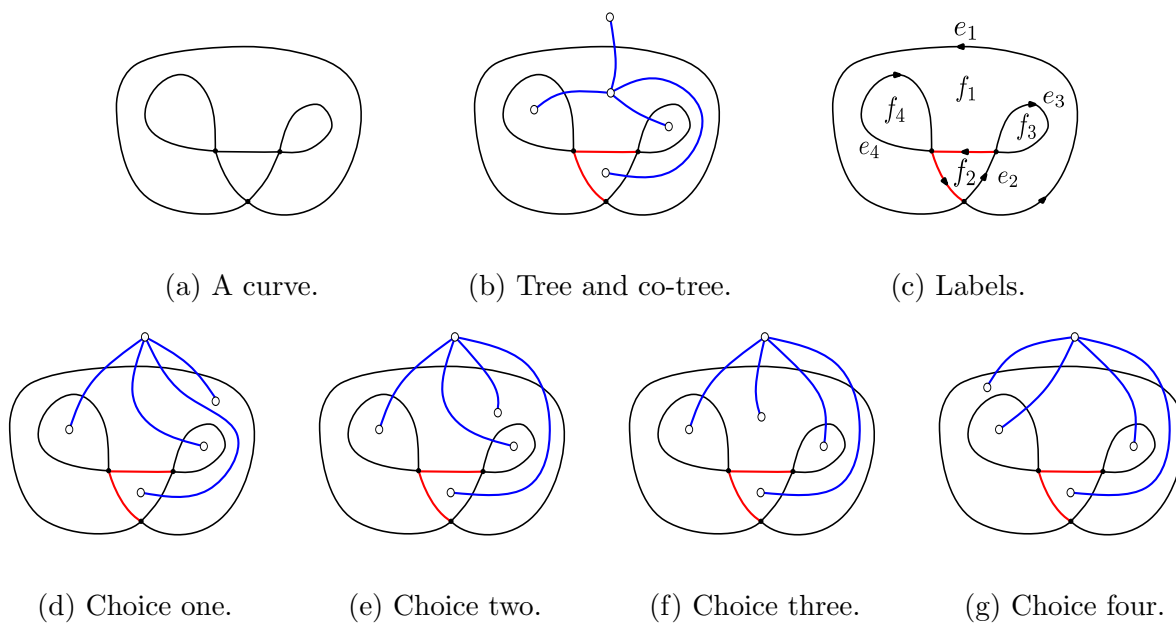 e₁
f₁
e₃
f₄
f₃
e₄
f₂
e₂
(a) A curve.
(b) Tree and co-tree.
(c) Labels.
(d) Choice one.
(e) Choice two.
(f) Choice three.
(g) Choice four.